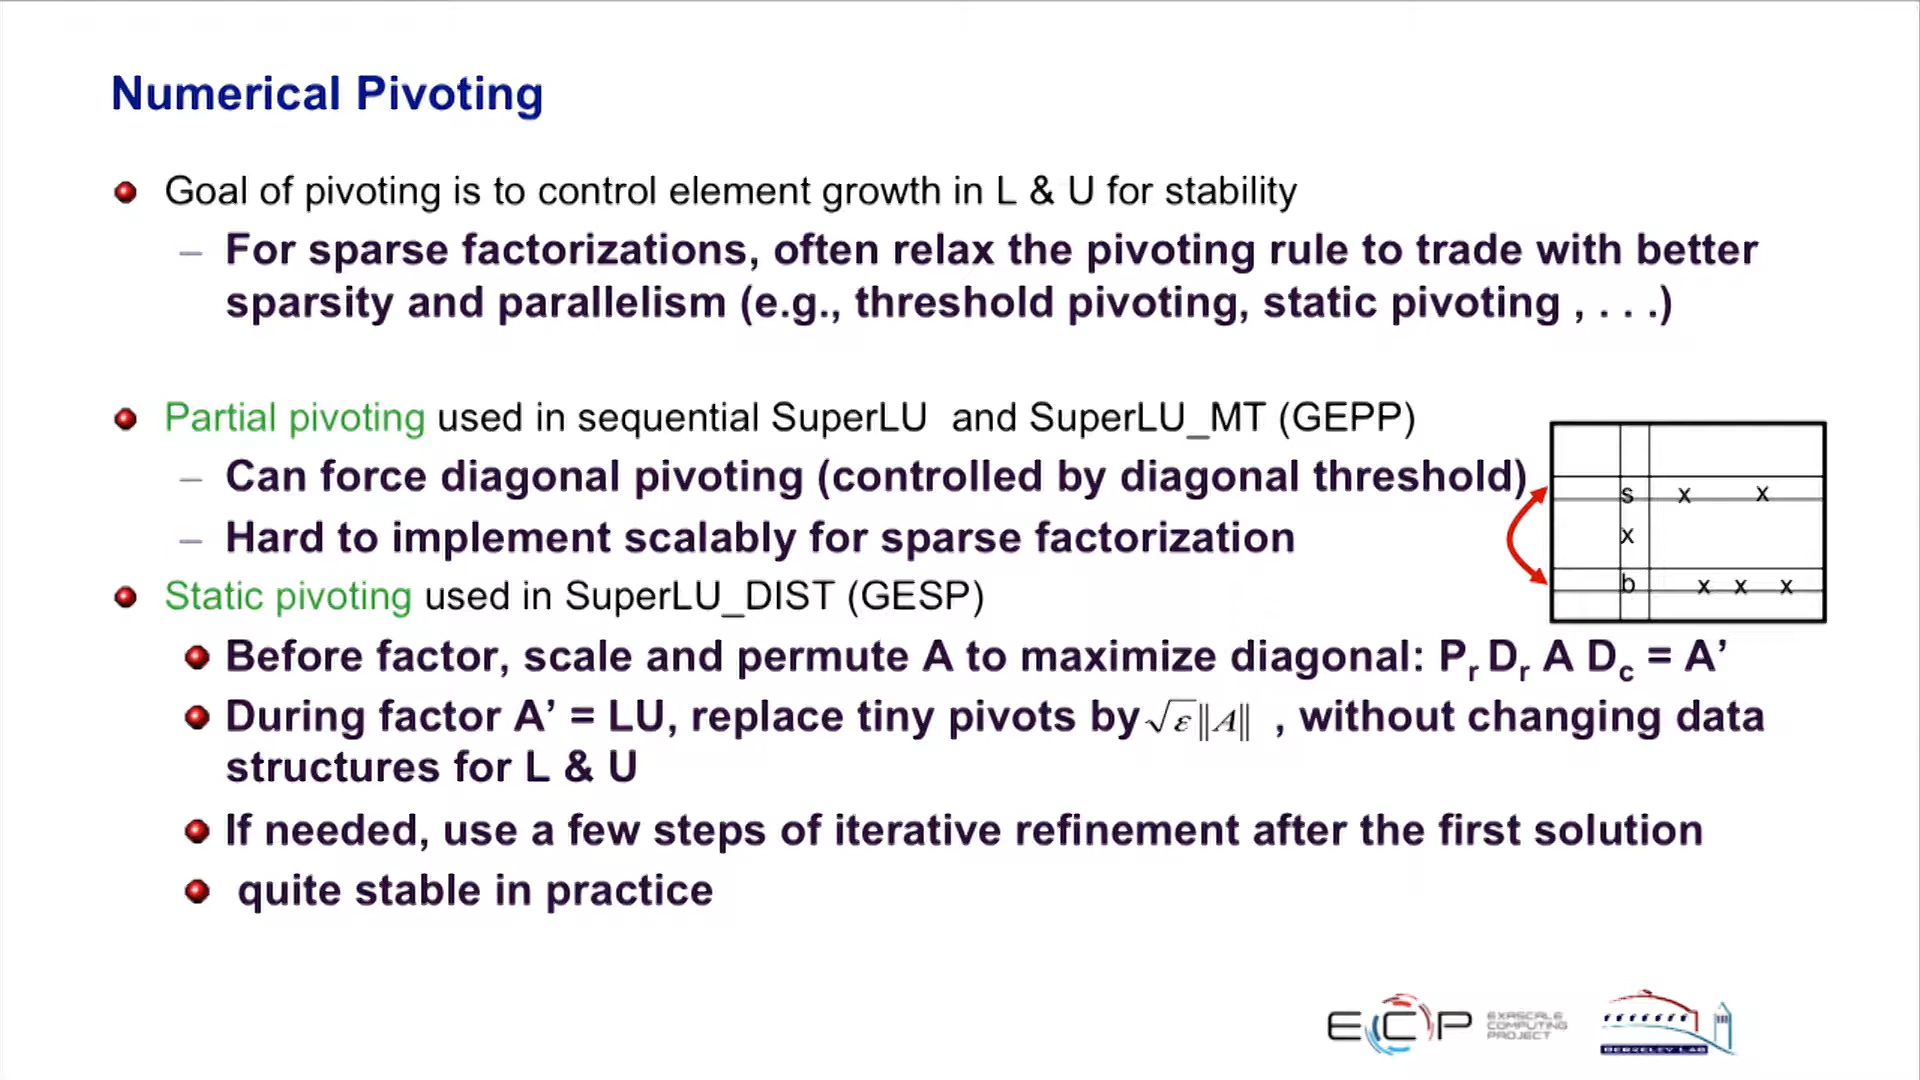 Numerical Pivoting
Goal of pivoting is to control element growth in L & U for stability
– For sparse factorizations, often relax the pivoting rule to trade with better
sparsity and parallelism (e.g., threshold pivoting, static pivoting , . . .)
Partial pivoting used in sequential SuperLU and SuperLU_MT (GEPP)
– Can force diagonal pivoting (controlled by diagonal threshold)
– Hard to implement scalably for sparse factorization
s x x
x
b x x x
Static pivoting used in SuperLU_DIST (GESP)
Before factor, scale and permute A to maximize diagonal: Pr Dr A Dc = A’
During factor A’ = LU, replace tiny pivots by √ε‖A‖ , without changing data
structures for L & U
If needed, use a few steps of iterative refinement after the first solution
quite stable in practice
ECP
EXASCALE
COMPUTING
PROJECT
BERKELEY LAB